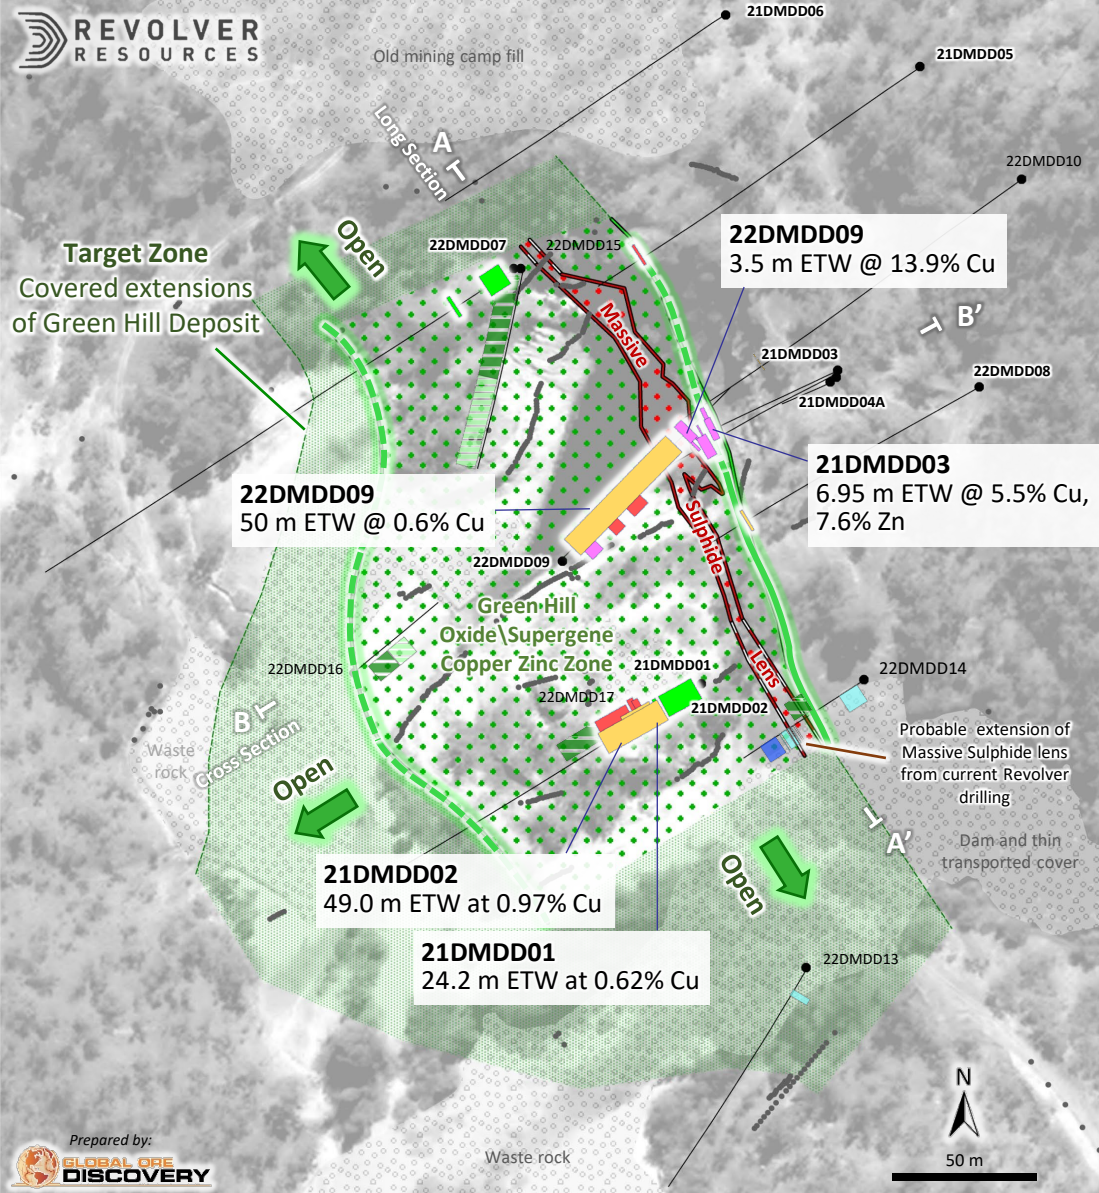 REVOLVER
RESOURCES
21DMDD06
Old mining camp fill
21DMDD05
Long Section
A
22DMDD10
Open
22DMDD07
22DMDD15
22DMDD09
3.5 m ETW @ 13.9% Cu
Target Zone
Covered extensions
of Green Hill Deposit
B'
Massive
21DMDD03
22DMDD08
21DMDD04A
21DMDD03
6.95 m ETW @ 5.5% Cu,
7.6% Zn
22DMDD09
50 m ETW @ 0.6% Cu
Sulphide
22DMDD09
Green Hill
Oxide\Supergene
Copper Zinc Zone
22DMDD16
21DMDD01
Lens
22DMDD14
22DMDD17
21DMDD02
B
Cross Section
Waste
rock
Probable extension of
Massive Sulphide lens
from current Revolver
drilling
Open
A'
Dam and thin
transported cover
Open
21DMDD02
49.0 m ETW at 0.97% Cu
21DMDD01
24.2 m ETW at 0.62% Cu
22DMDD13
N
50 m
Prepared by:
GLOBAL ORE
DISCOVERY
Waste rock